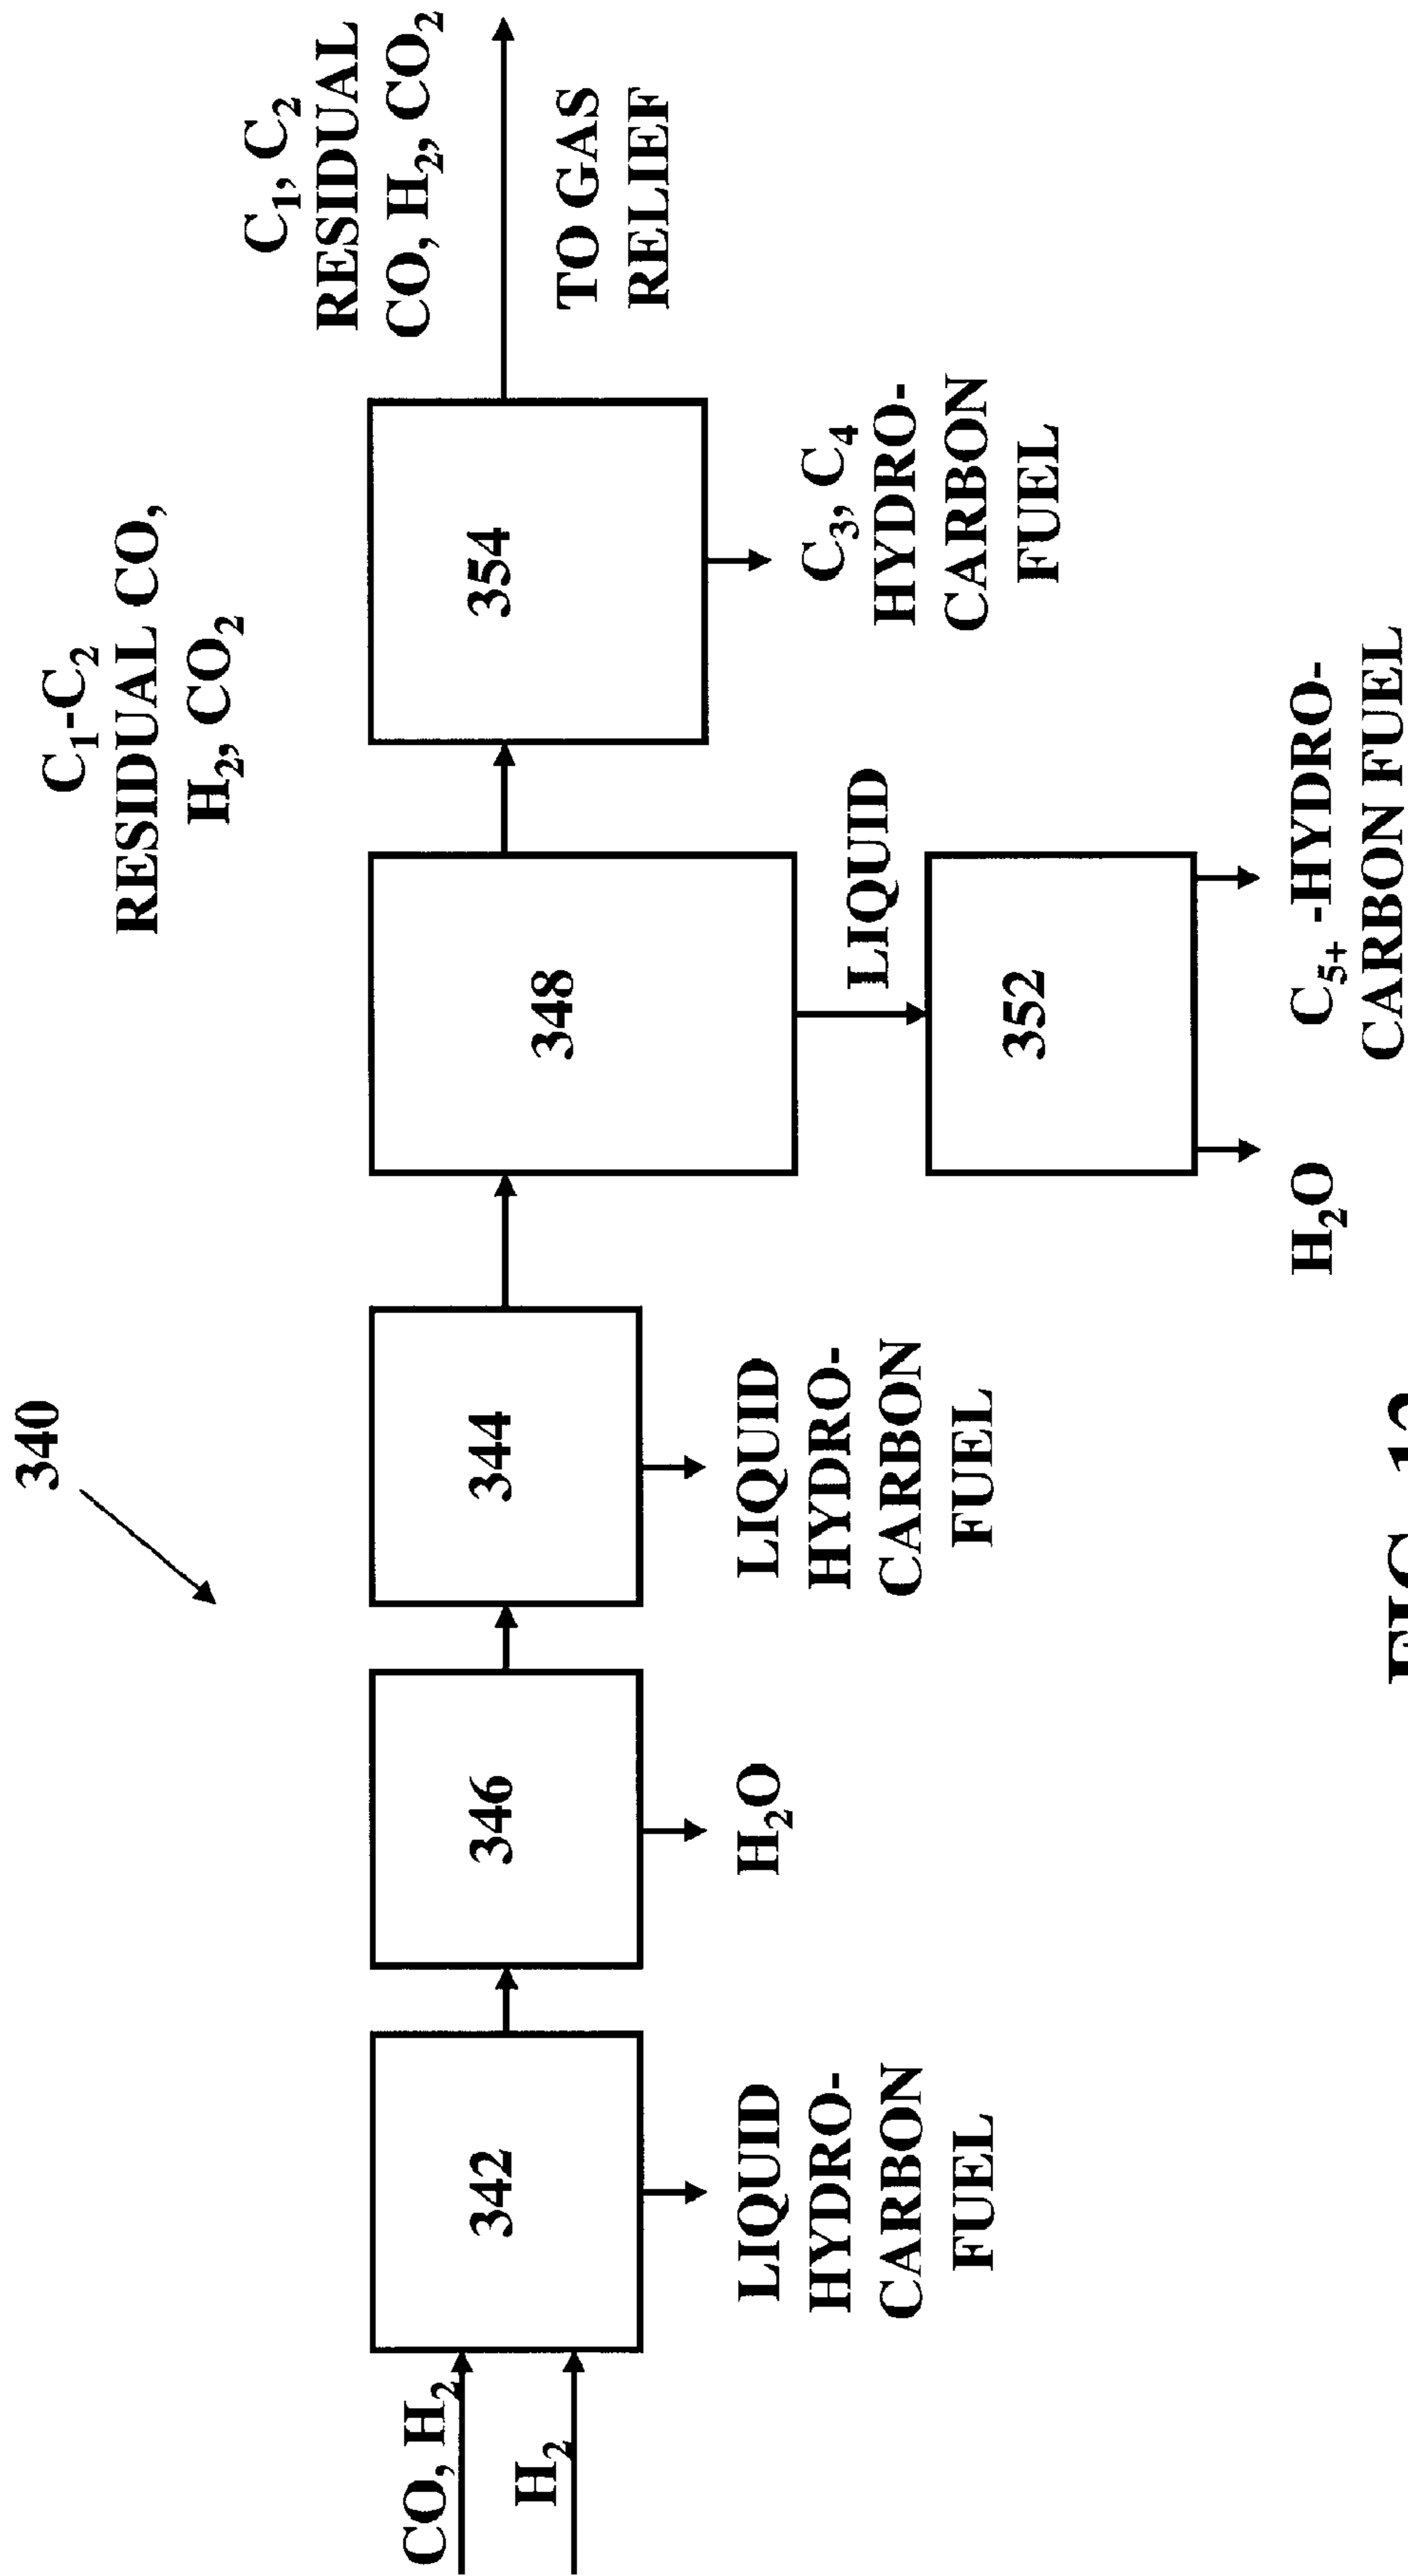 340
CO, H2
H2
342
LIQUID
HYDRO-
CARBON
FUEL
346
H2O
344
LIQUID
HYDRO-
CARBON
FUEL
348
LIQUID
352
H2O
C5+ -HYDRO-
CARBON FUEL
C1-C2
RESIDUAL CO,
H2, CO2
354
C3, C4
HYDRO-
CARBON
FUEL
C1, C2
RESIDUAL
CO, H2, CO2
TO GAS
RELIEF